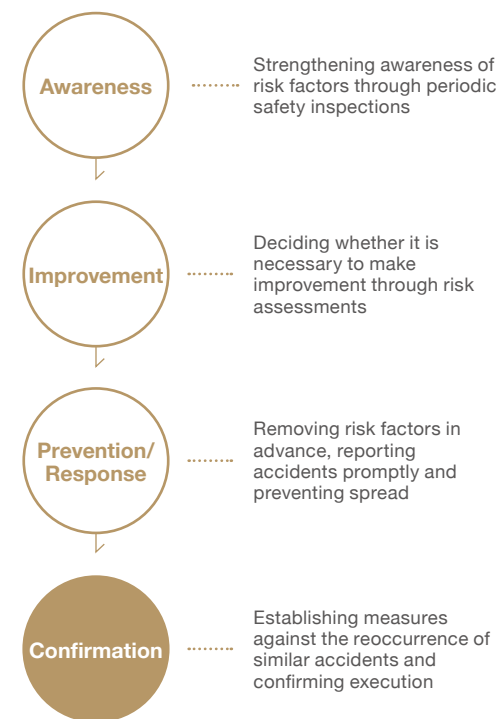 Awareness
Strengthening awareness of
risk factors through periodic
safety inspections
Improvement
Deciding whether it is
necessary to make
improvement through risk
assessments
Prevention/
Response
Removing risk factors in
advance, reporting
accidents promptly and
preventing spread
Confirmation
Establishing measures
against the reoccurrence of
similar accidents and
confirming execution